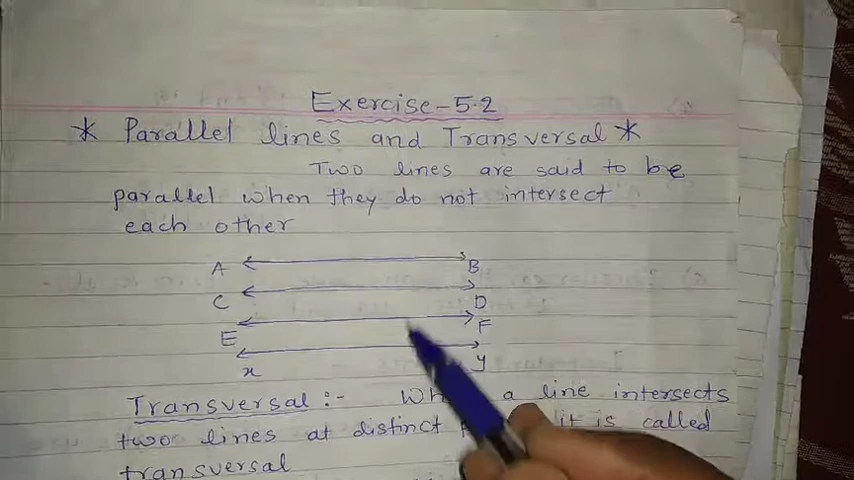 Exercise-5.2
* Parallel lines and Transversal *
Two lines are said to be
parallel when they do not intersect
each other
A B
C D
E F
x y
Transversal :- a line intersects
two lines at distinct it is called
transversal